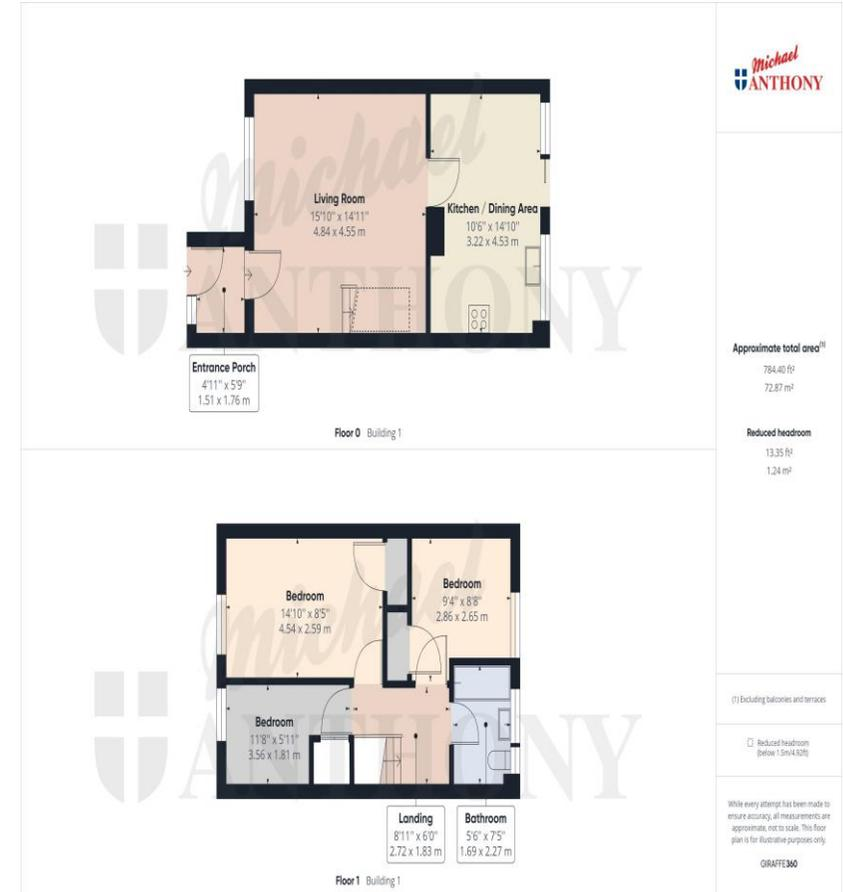 Michael
ANTHONY
Living Room
15'10" x 14'11"
4.84 x 4.55 m
Kitchen / Dining Area
10'6" x 14'10"
3.22 x 4.53 m
Entrance Porch
4'11" x 5'9"
1.51 x 1.76 m
Floor 0 Building 1
Michael
ANTHONY
Bedroom
14'10" x 8'5"
4.54 x 2.59 m
Bedroom
9'4" x 8'8"
2.86 x 2.65 m
Bedroom
11'8" x 5'11"
3.56 x 1.81 m
Landing
8'11" x 6'0"
2.72 x 1.83 m
Bathroom
5'6" x 7'5"
1.69 x 2.27 m
Floor 1 Building 1
Michael
ANTHONY
Approximate total area(1)
784.40 ft²
72.87 m²
Reduced headroom
13.35 ft²
1.24 m²
(1) Excluding balconies and terraces
Reduced headroom
(below 1.5m/4.92ft)
While every attempt has been made to
ensure accuracy, all measurements are
approximate, not to scale. This floor
plan is for illustrative purposes only.
GIRAFFE360